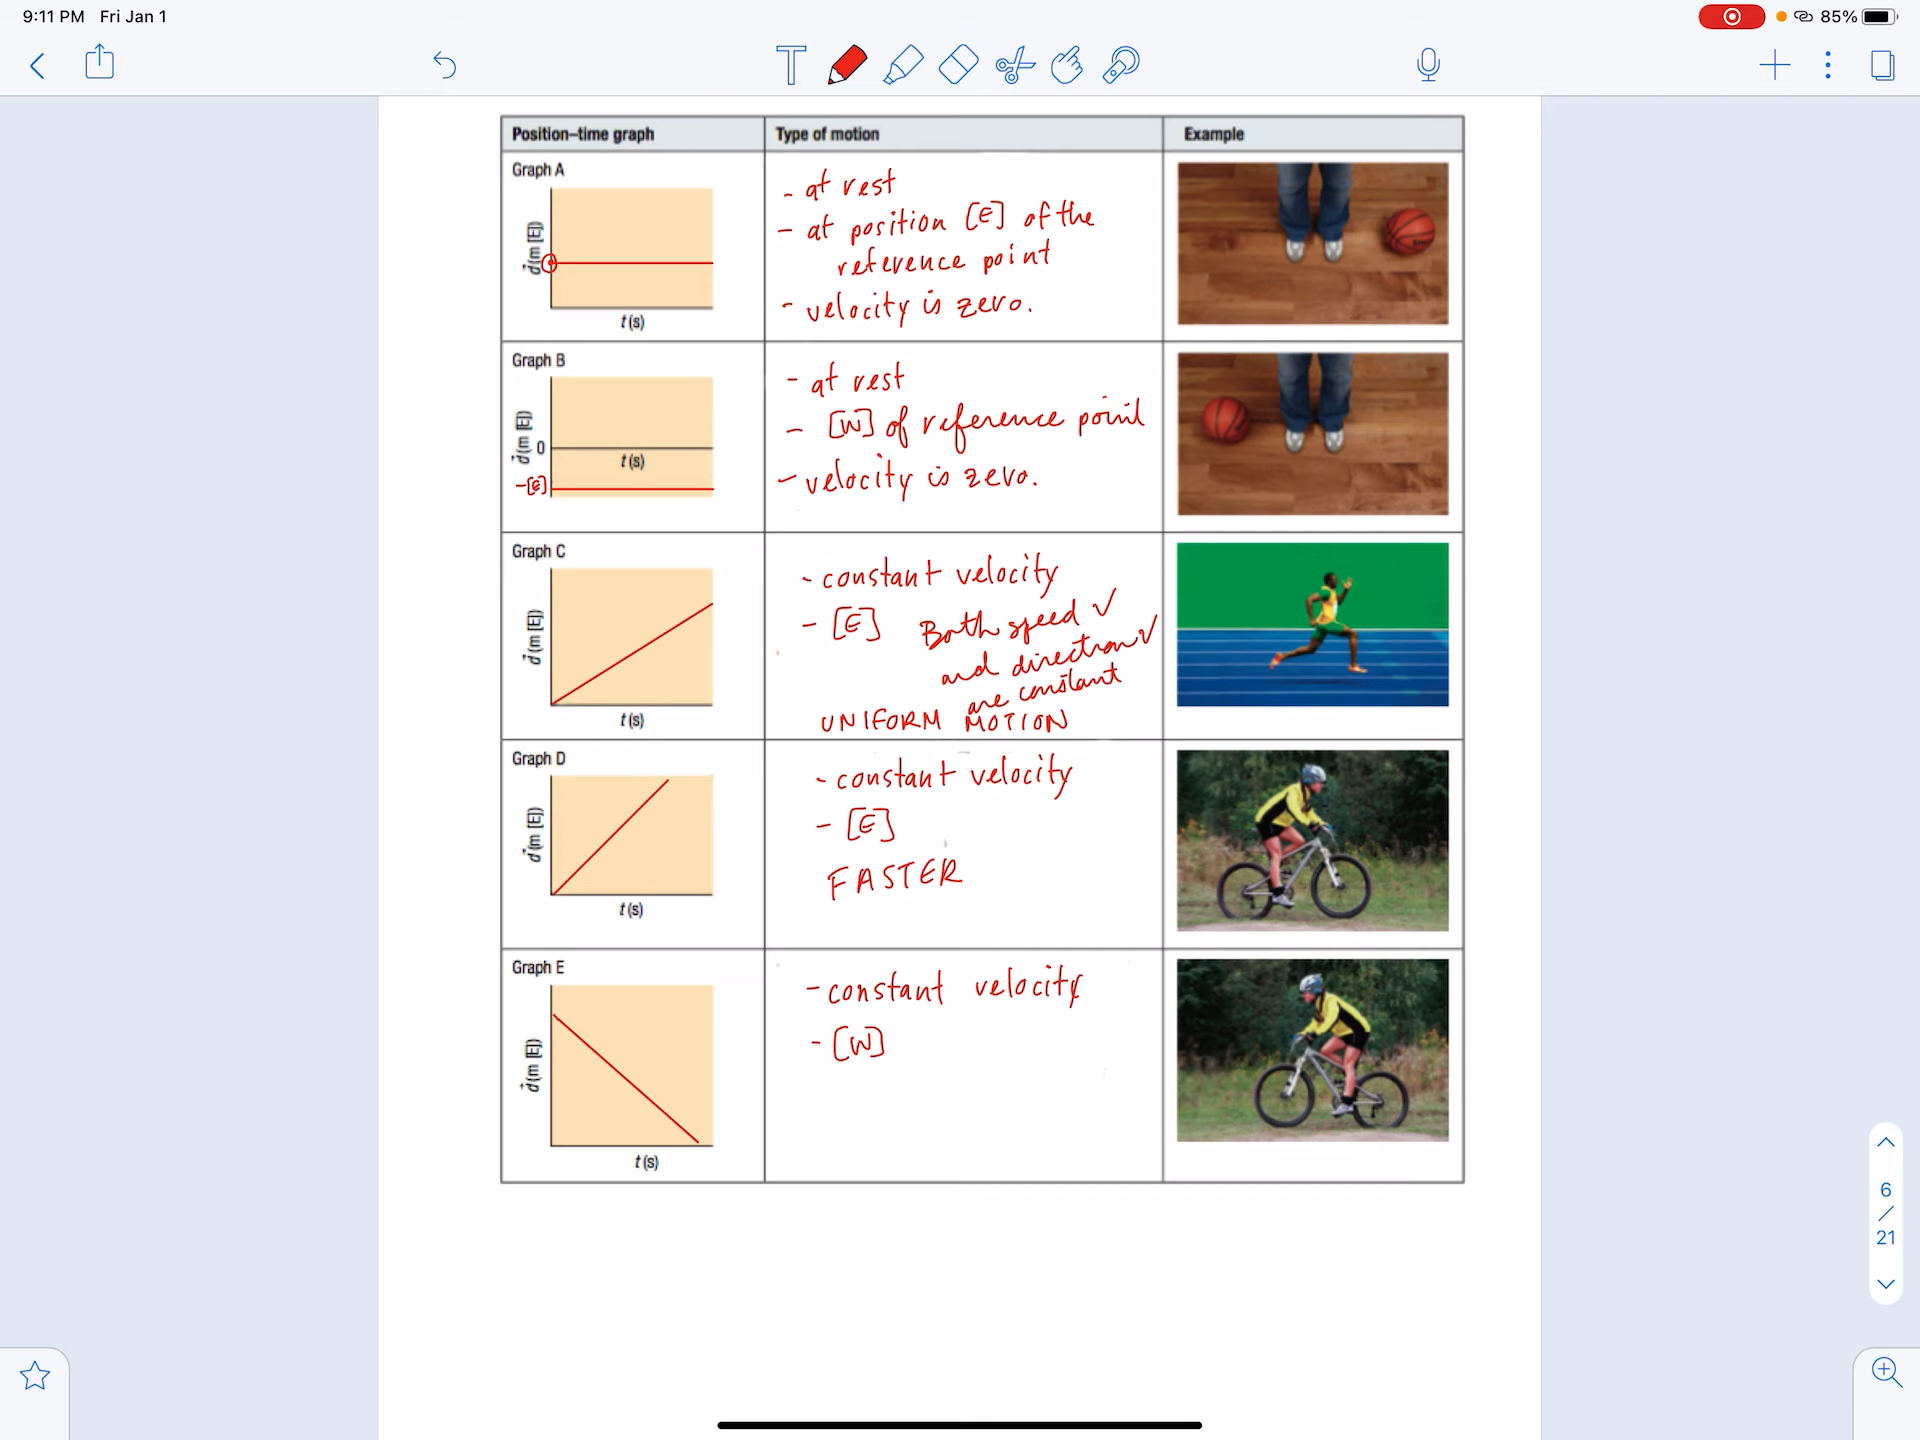 9:11 PM Fri Jan 1
85%
Position–time graph Type of motion Example
Graph A
d (m [E])
t (s)
- at rest
- at position [E] of the
reference point
- velocity is zero.
Graph B
d (m [E])
0
t (s)
-[E]
- at rest
- [W] of reference point
- velocity is zero.
Graph C
d (m [E])
t (s)
- constant velocity
- [E] Both speed ✓
and direction ✓
are constant
UNIFORM MOTION
Graph D
d (m [E])
t (s)
- constant velocity
- [E]
FASTER
Graph E
d (m [E])
t (s)
- constant velocity
- [W]
6
/
21